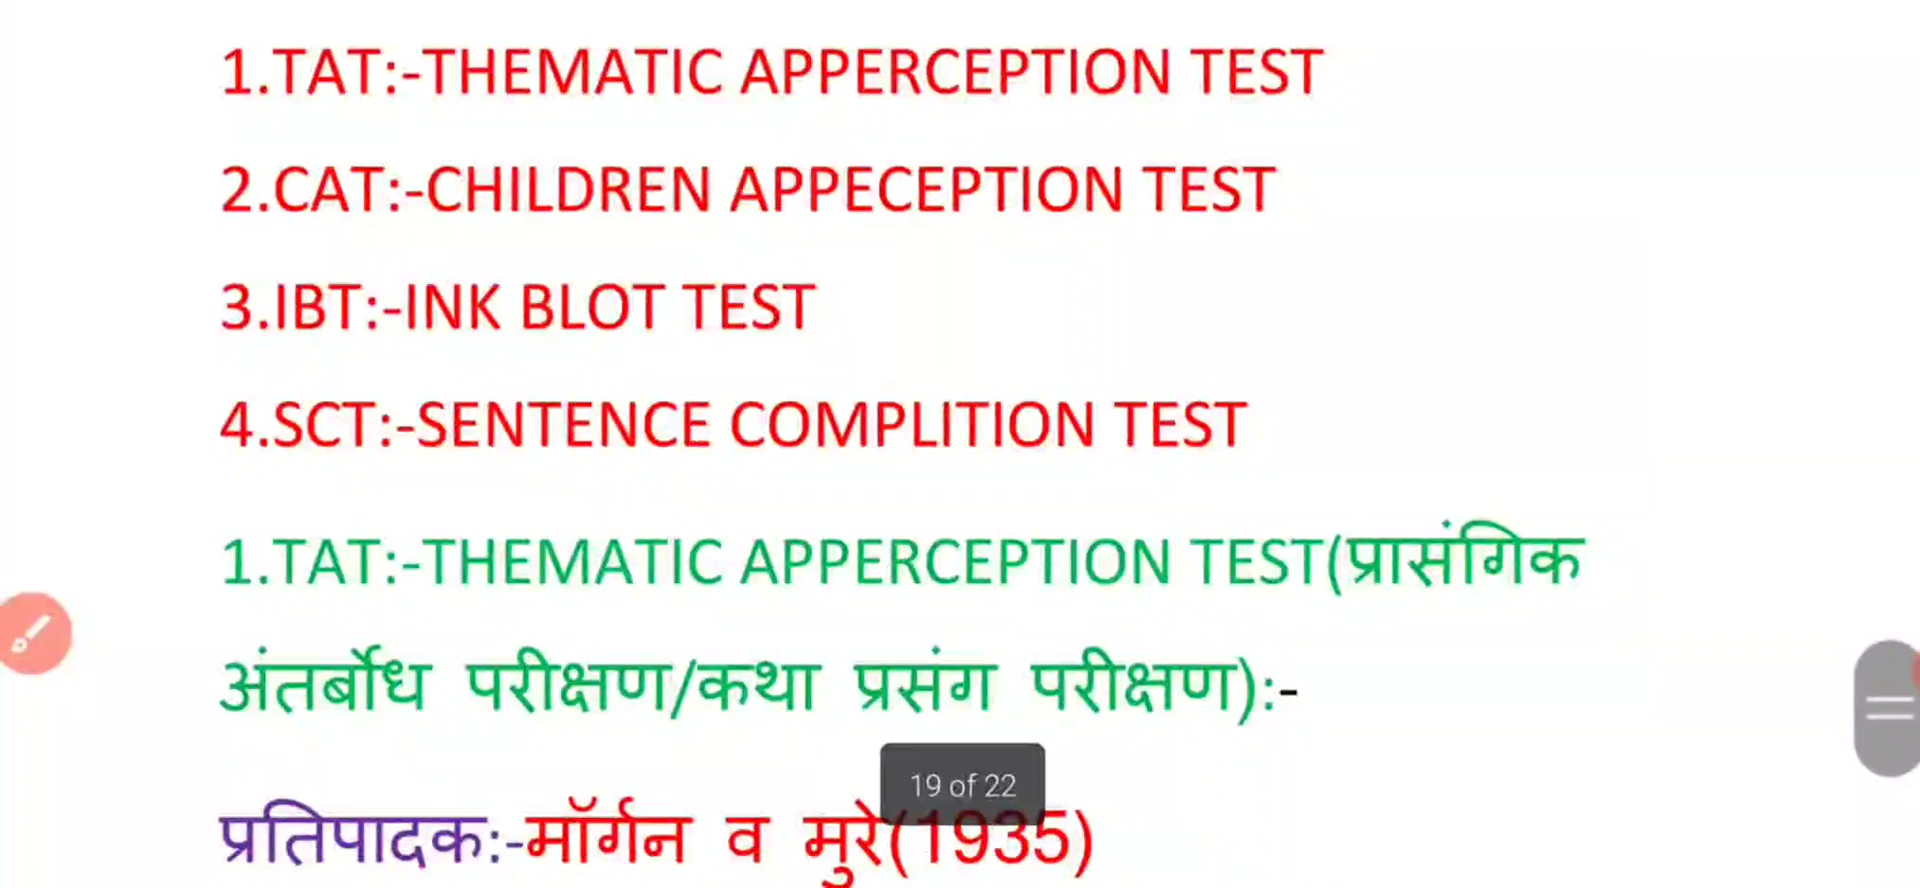 1.TAT:-THEMATIC APPERCEPTION TEST
2.CAT:-CHILDREN APPECEPTION TEST
3.IBT:-INK BLOT TEST
4.SCT:-SENTENCE COMPLITION TEST
1.TAT:-THEMATIC APPERCEPTION TEST(प्रासंगिक
अंतर्बोध परीक्षण/कथा प्रसंग परीक्षण):-
19 of 22
प्रतिपादक:-मॉर्गन व मुरे(1935)